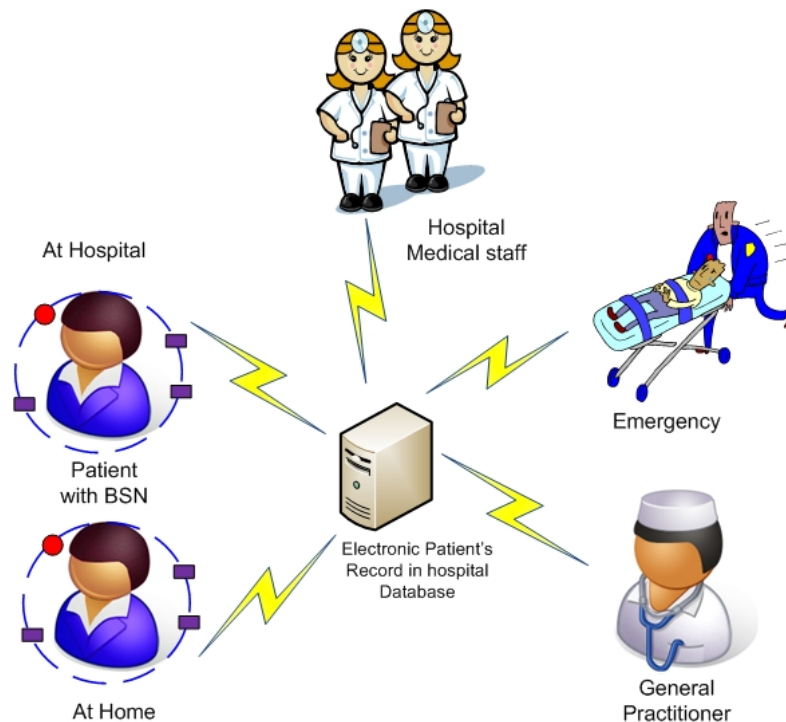 Hospital
Medical staff
At Hospital
Emergency
Patient
with BSN
Electronic Patient's
Record in hospital
Database
General
Practitioner
At Home